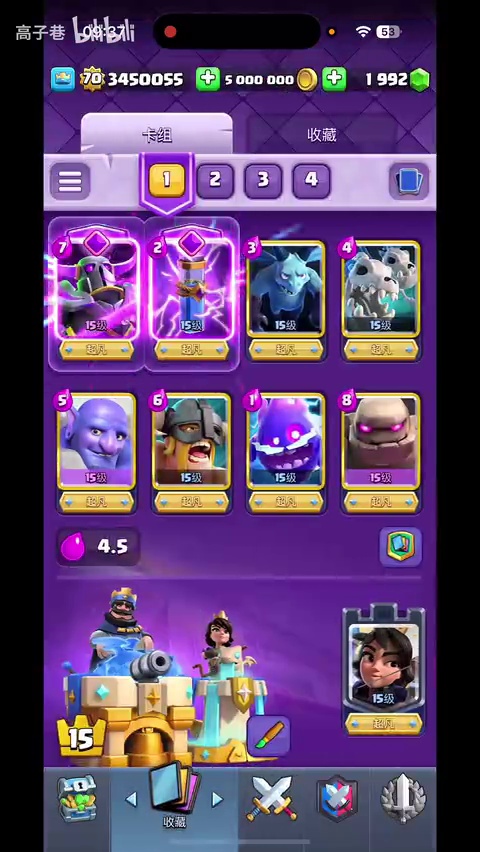 高子巷 bilibili
09:37
53
70 3450055 5 000 000 1 992
卡组 收藏
1 2 3 4
7 2 3 4
15级 15级 15级 15级
超凡 超凡 超凡 超凡
5 6 1 8
15级 15级 15级 15级
超凡 超凡 超凡 超凡
4.5
15级
超凡
15
收藏